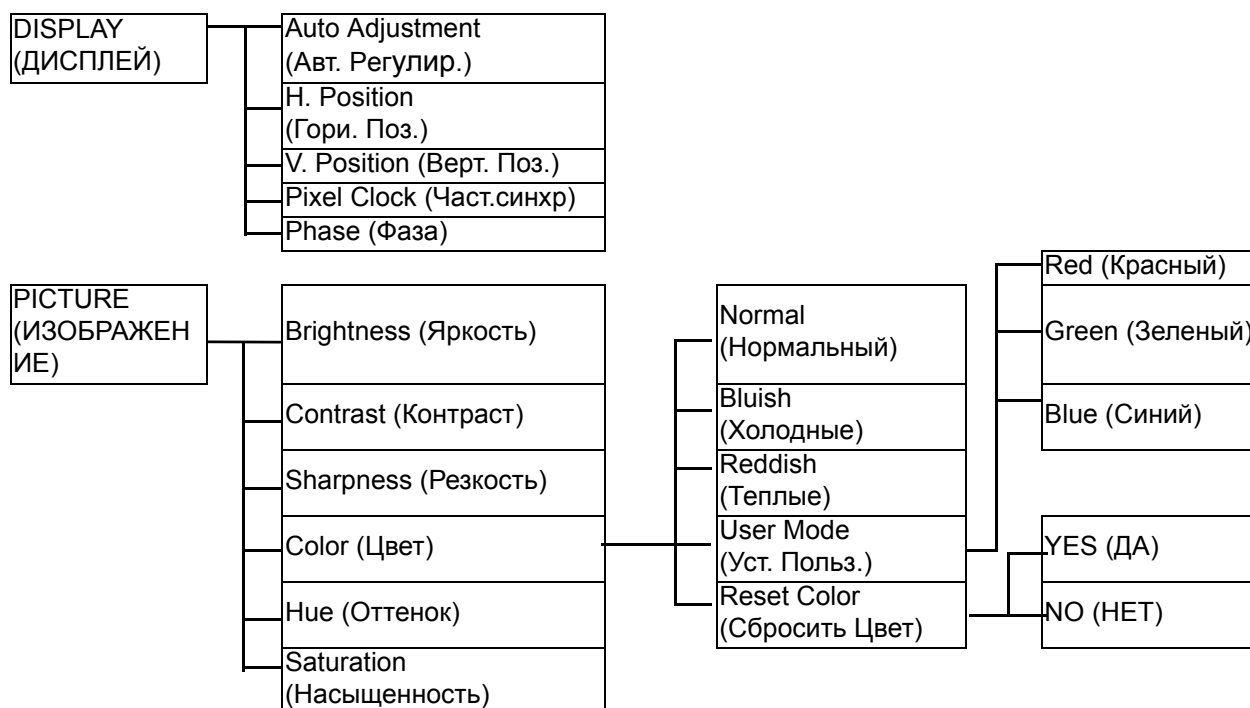 DISPLAY
(ДИСПЛЕЙ)
Auto Adjustment
(Авт. Регулир.)
H. Position
(Гори. Поз.)
V. Position (Верт. Поз.)
Pixel Clock (Част.синхр)
Phase (Фаза)
PICTURE
(ИЗОБРАЖЕН
ИЕ)
Brightness (Яркость)
Contrast (Контраст)
Sharpness (Резкость)
Color (Цвет)
Hue (Оттенок)
Saturation
(Насыщенность)
Normal
(Нормальный)
Bluish
(Холодные)
Reddish
(Теплые)
User Mode
(Уст. Польз.)
Reset Color
(Сбросить Цвет)
Red (Красный)
Green (Зеленый)
Blue (Синий)
YES (ДА)
NO (НЕТ)